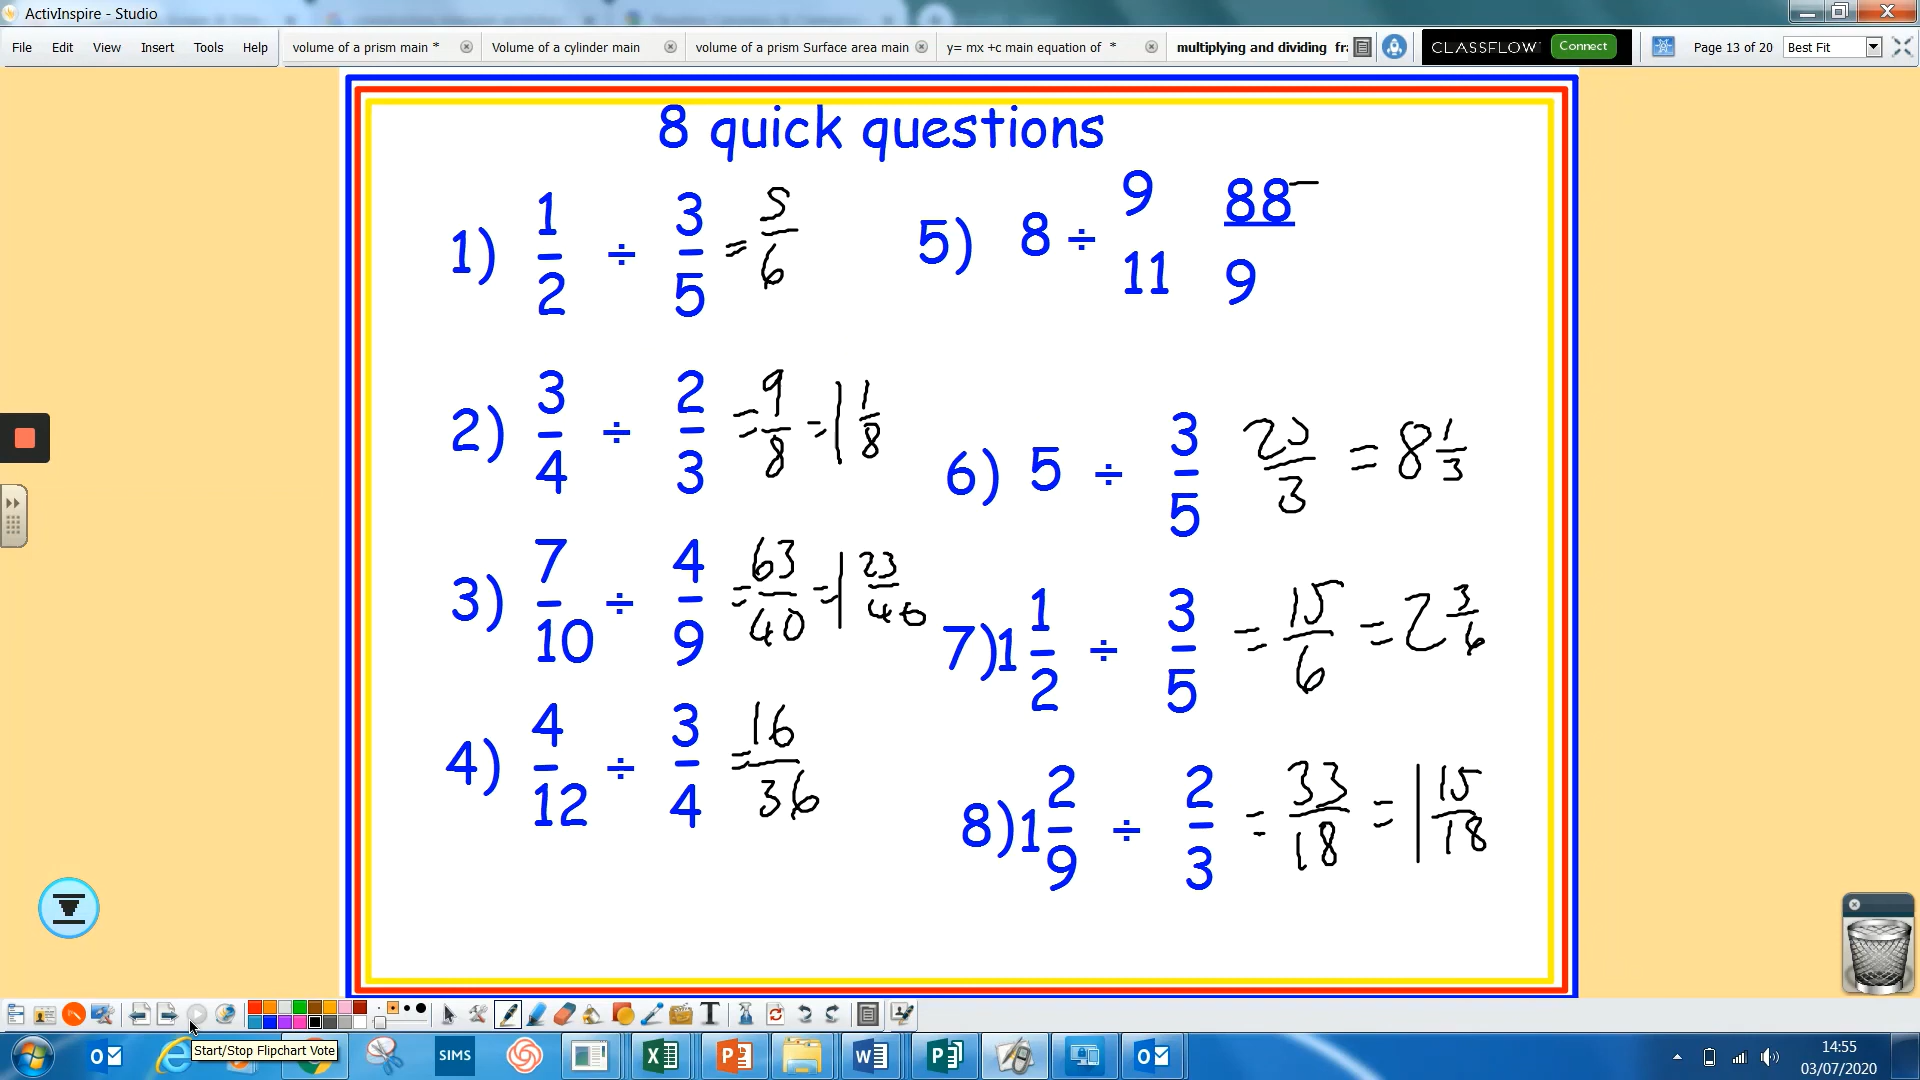 ActivInspire - Studio
File Edit View Insert Tools Help
volume of a prism main * Volume of a cylinder main volume of a prism Surface area main y= mx +c main equation of * multiplying and dividing fra
CLASSFLOW Connect
Page 13 of 20 Best Fit
8 quick questions
1) 1/2 ÷ 3/5 = 5/6
2) 3/4 ÷ 2/3 = 9/8 = 1 1/8
3) 7/10 ÷ 4/9 = 63/40 = 1 23/40
4) 4/12 ÷ 3/4 = 16/36
5) 8 ÷ 9/11 88/9
6) 5 ÷ 3/5 25/3 = 8 1/3
7) 1 1/2 ÷ 3/5 = 15/6 = 2 3/6
8) 1 2/9 ÷ 2/3 = 33/18 = 1 15/18
Start/Stop Flipchart Vote
SIMS
14:55
03/07/2020